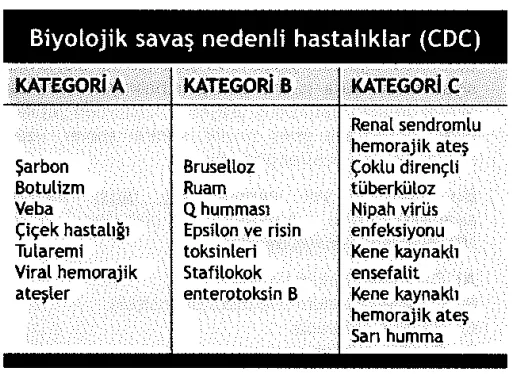 Biyolojik savaş nedenli hastalıklar (CDC)
KATEGORİ A
Şarbon
Botulizm
Veba
Çiçek hastalığı
Tularemi
Viral hemorajik
ateşler
KATEGORİ B
Bruselloz
Ruam
Q humması
Epsilon ve risin
toksinleri
Stafilokok
enterotoksin B
KATEGORİ C
Renal sendromlu
hemorajik ateş
Çoklu dirençli
tüberküloz
Nipah virüs
enfeksiyonu
Kene kaynaklı
ensefalit
Kene kaynaklı
hemorajik ateş
Sarı humma